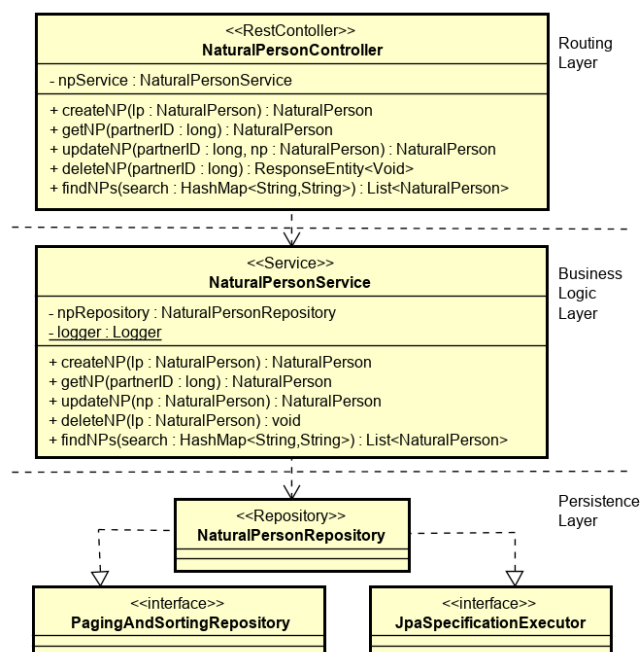 <<RestContoller>>
NaturalPersonController
Routing
Layer
- npService : NaturalPersonService
+ createNP(lp : NaturalPerson) : NaturalPerson
+ getNP(partnerID : long) : NaturalPerson
+ updateNP(partnerID : long, np : NaturalPerson) : NaturalPerson
+ deleteNP(partnerID : long) : ResponseEntity<Void>
+ findNPs(search : HashMap<String,String>) : List<NaturalPerson>
<<Service>>
NaturalPersonService
Business
Logic
Layer
- npRepository : NaturalPersonRepository
- logger : Logger
+ createNP(lp : NaturalPerson) : NaturalPerson
+ getNP(partnerID : long) : NaturalPerson
+ updateNP(np : NaturalPerson) : NaturalPerson
+ deleteNP(lp : NaturalPerson) : void
+ findNPs(search : HashMap<String,String>) : List<NaturalPerson>
Persistence
Layer
<<Repository>>
NaturalPersonRepository
<<interface>>
PagingAndSortingRepository
<<interface>>
JpaSpecificationExecutor